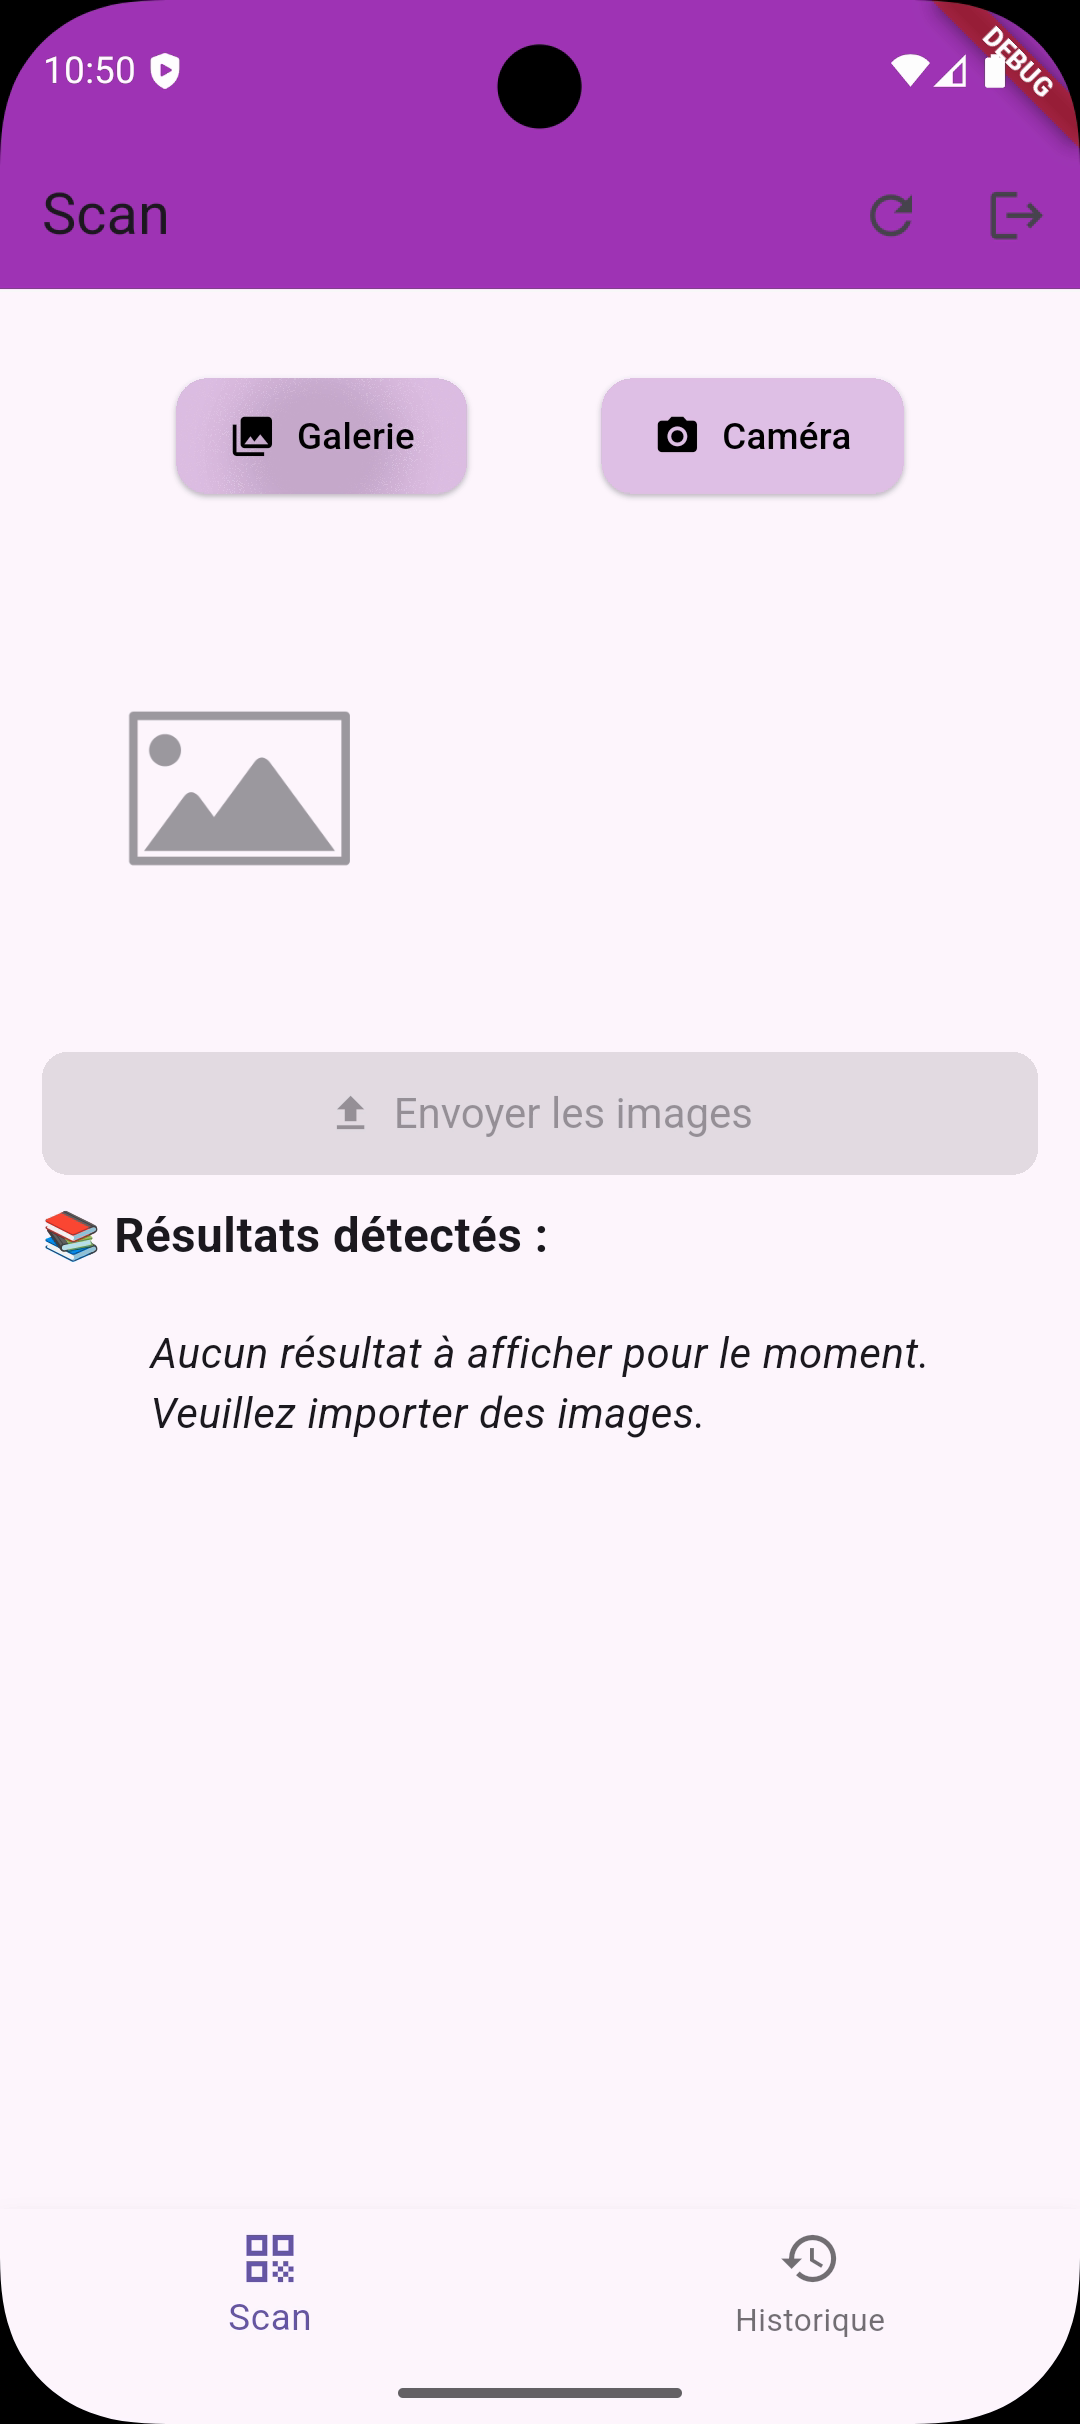 10:50
DEBUG
Scan
Galerie
Caméra
Envoyer les images
📚 Résultats détectés :
Aucun résultat à afficher pour le moment.
Veuillez importer des images.
Scan
Historique